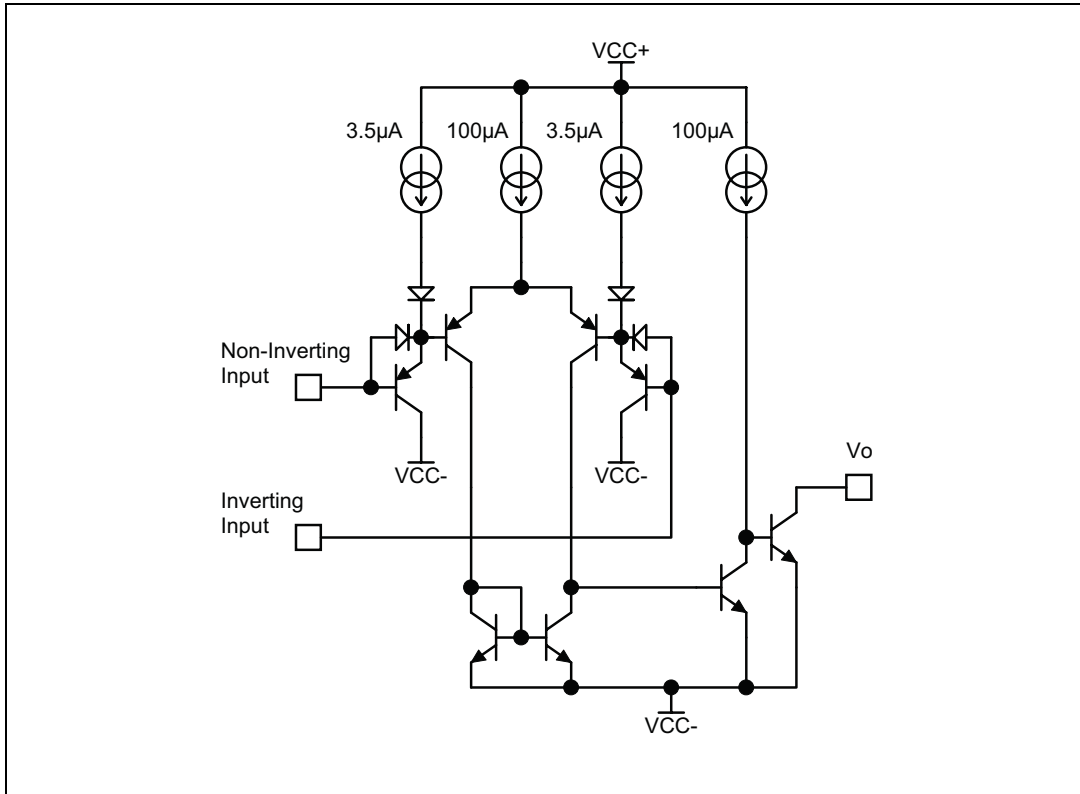 VCC+
3.5µA
100µA
3.5µA
100µA
Non-Inverting
Input
VCC-
VCC-
Vo
Inverting
Input
VCC-